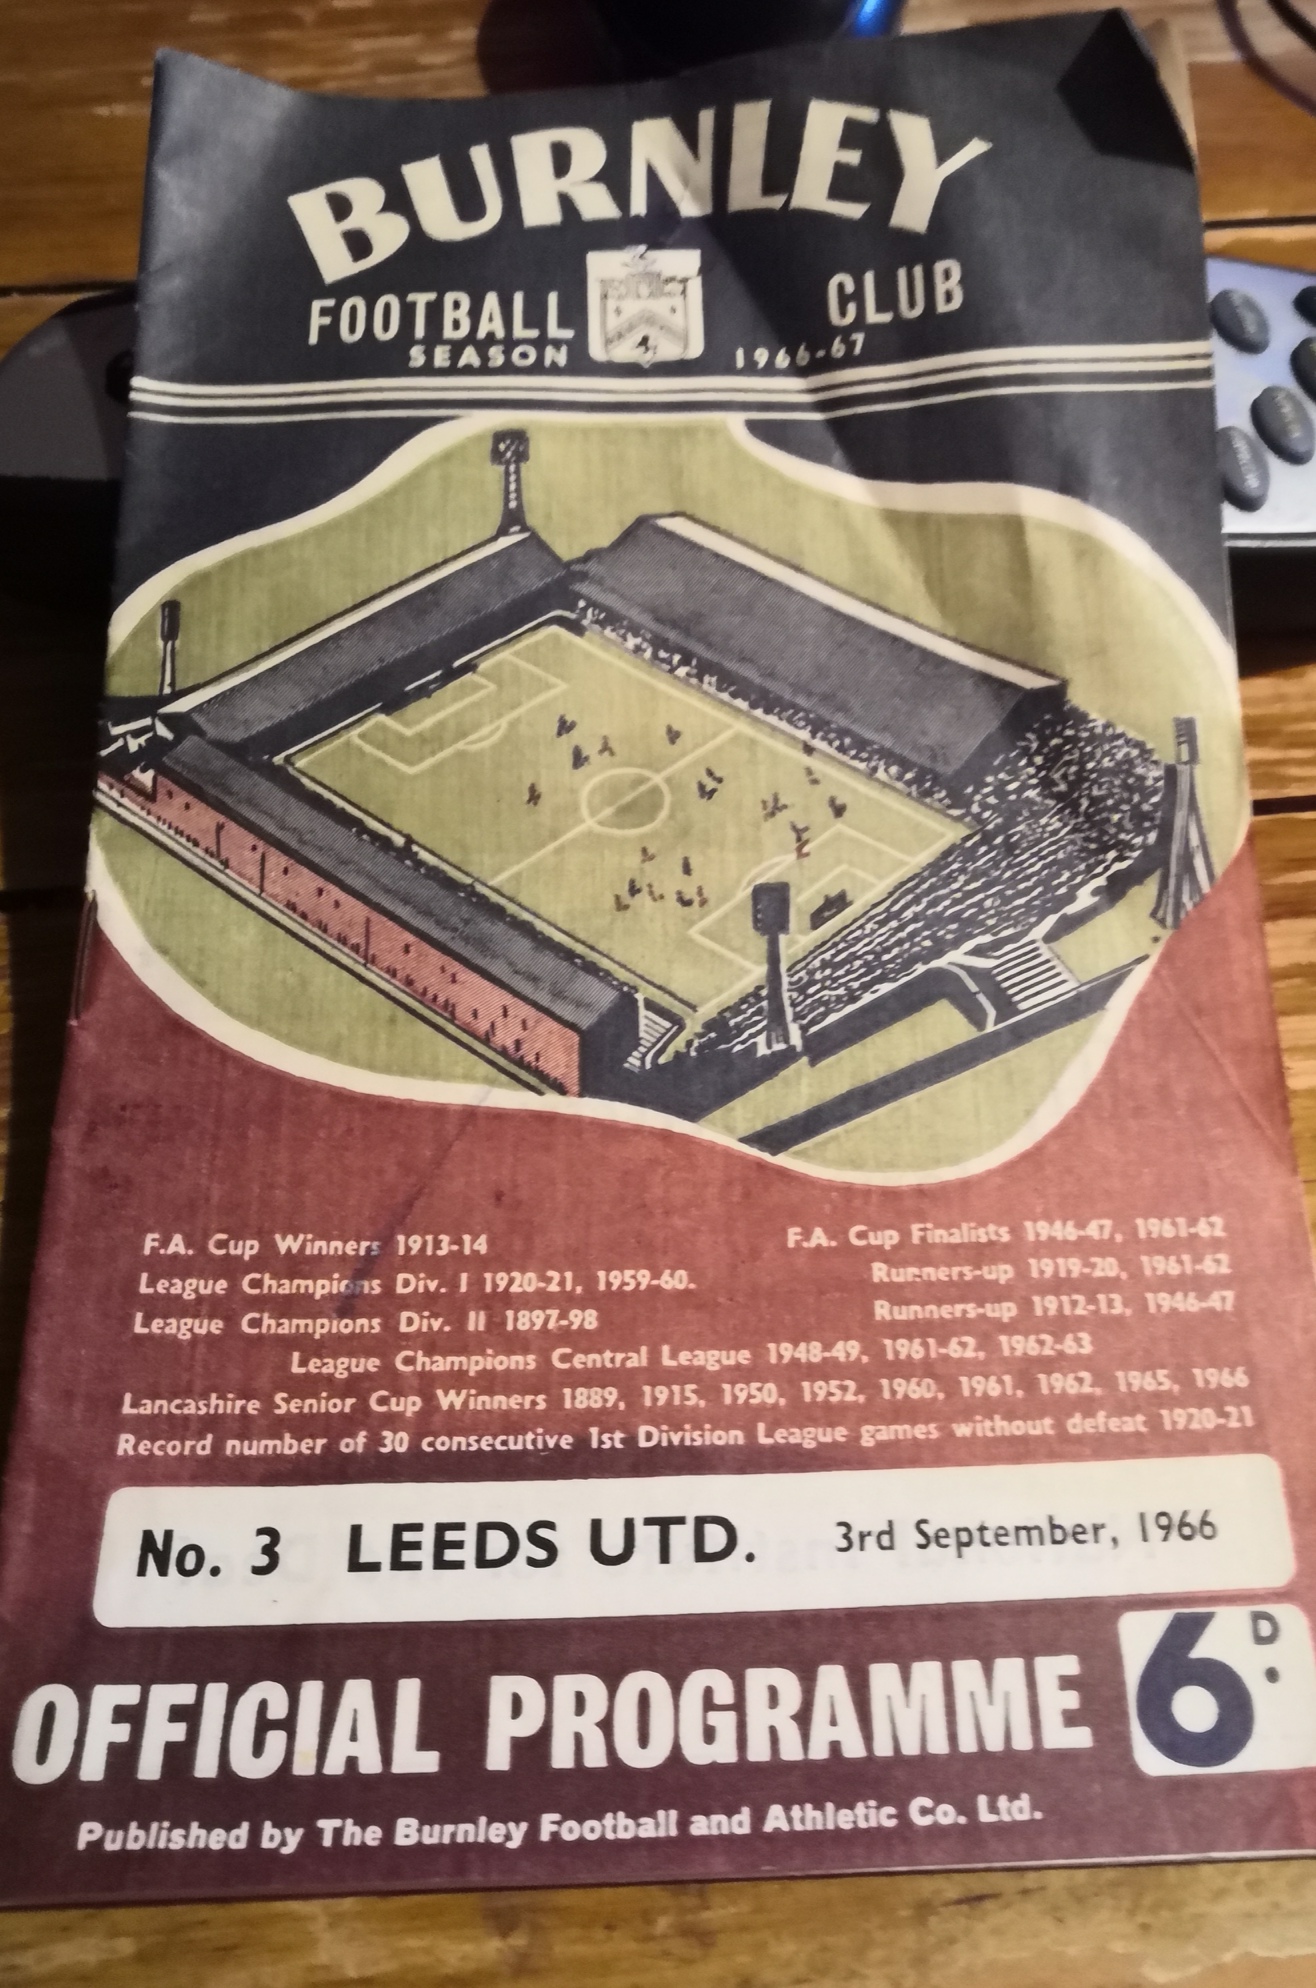 BURNLEY
FOOTBALL CLUB
SEASON 1966-67
F.A. Cup Winners 1913-14 F.A. Cup Finalists 1946-47, 1961-62
League Champions Div. I 1920-21, 1959-60. Runners-up 1919-20, 1961-62
League Champions Div. II 1897-98 Runners-up 1912-13, 1946-47
League Champions Central League 1948-49, 1961-62, 1962-63
Lancashire Senior Cup Winners 1889, 1915, 1950, 1952, 1960, 1961, 1962, 1965, 1966
Record number of 30 consecutive 1st Division League games without defeat 1920-21
No. 3 LEEDS UTD. 3rd September, 1966
OFFICIAL PROGRAMME 6D.
Published by The Burnley Football and Athletic Co. Ltd.